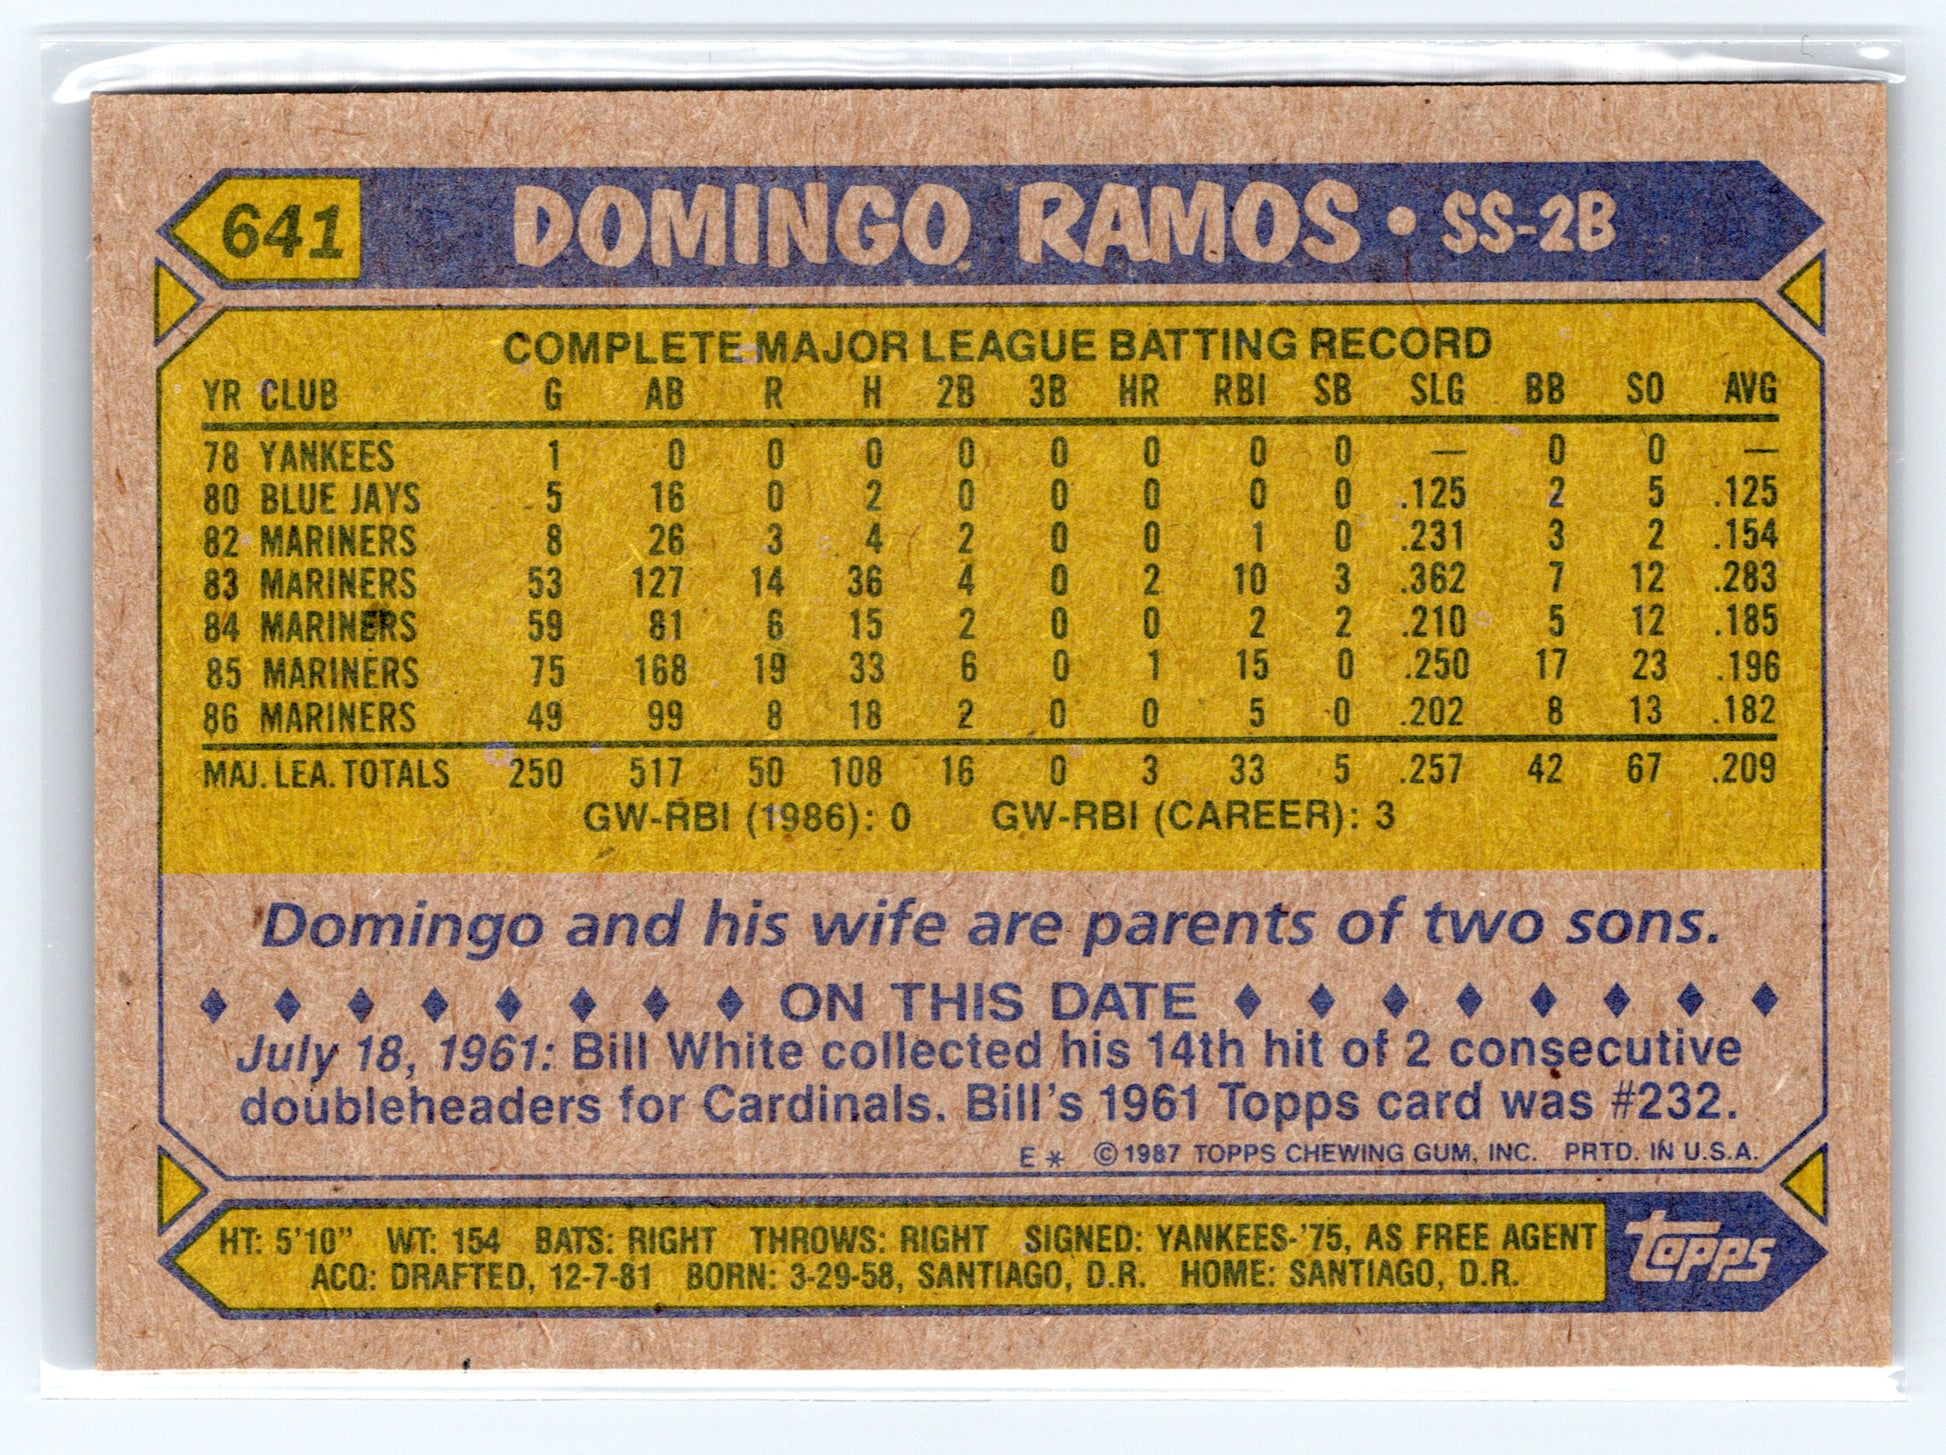 641 DOMINGO RAMOS • SS-2B
COMPLETE MAJOR LEAGUE BATTING RECORD
YR CLUB G AB R H 2B 3B HR RBI SB SLG BB SO AVG
78 YANKEES 1 0 0 0 0 0 0 0 0 — 0 0 —
80 BLUE JAYS 5 16 0 2 0 0 0 0 0 .125 2 5 .125
82 MARINERS 8 26 3 4 2 0 0 1 0 .231 3 2 .154
83 MARINERS 53 127 14 36 4 0 2 10 3 .362 7 12 .283
84 MARINERS 59 81 6 15 2 0 0 2 2 .210 5 12 .185
85 MARINERS 75 168 19 33 6 0 1 15 0 .250 17 23 .196
86 MARINERS 49 99 8 18 2 0 0 5 0 .202 8 13 .182
MAJ. LEA. TOTALS 250 517 50 108 16 0 3 33 5 .257 42 67 .209
GW-RBI (1986): 0 GW-RBI (CAREER): 3
Domingo and his wife are parents of two sons.
ON THIS DATE
July 18, 1961: Bill White collected his 14th hit of 2 consecutive
doubleheaders for Cardinals. Bill's 1961 Topps card was #232.
E* ©1987 TOPPS CHEWING GUM, INC. PRTD. IN U.S.A.
HT: 5'10" WT: 154 BATS: RIGHT THROWS: RIGHT SIGNED: YANKEES-'75, AS FREE AGENT
ACQ: DRAFTED, 12-7-81 BORN: 3-29-58, SANTIAGO, D.R. HOME: SANTIAGO, D.R.
Topps